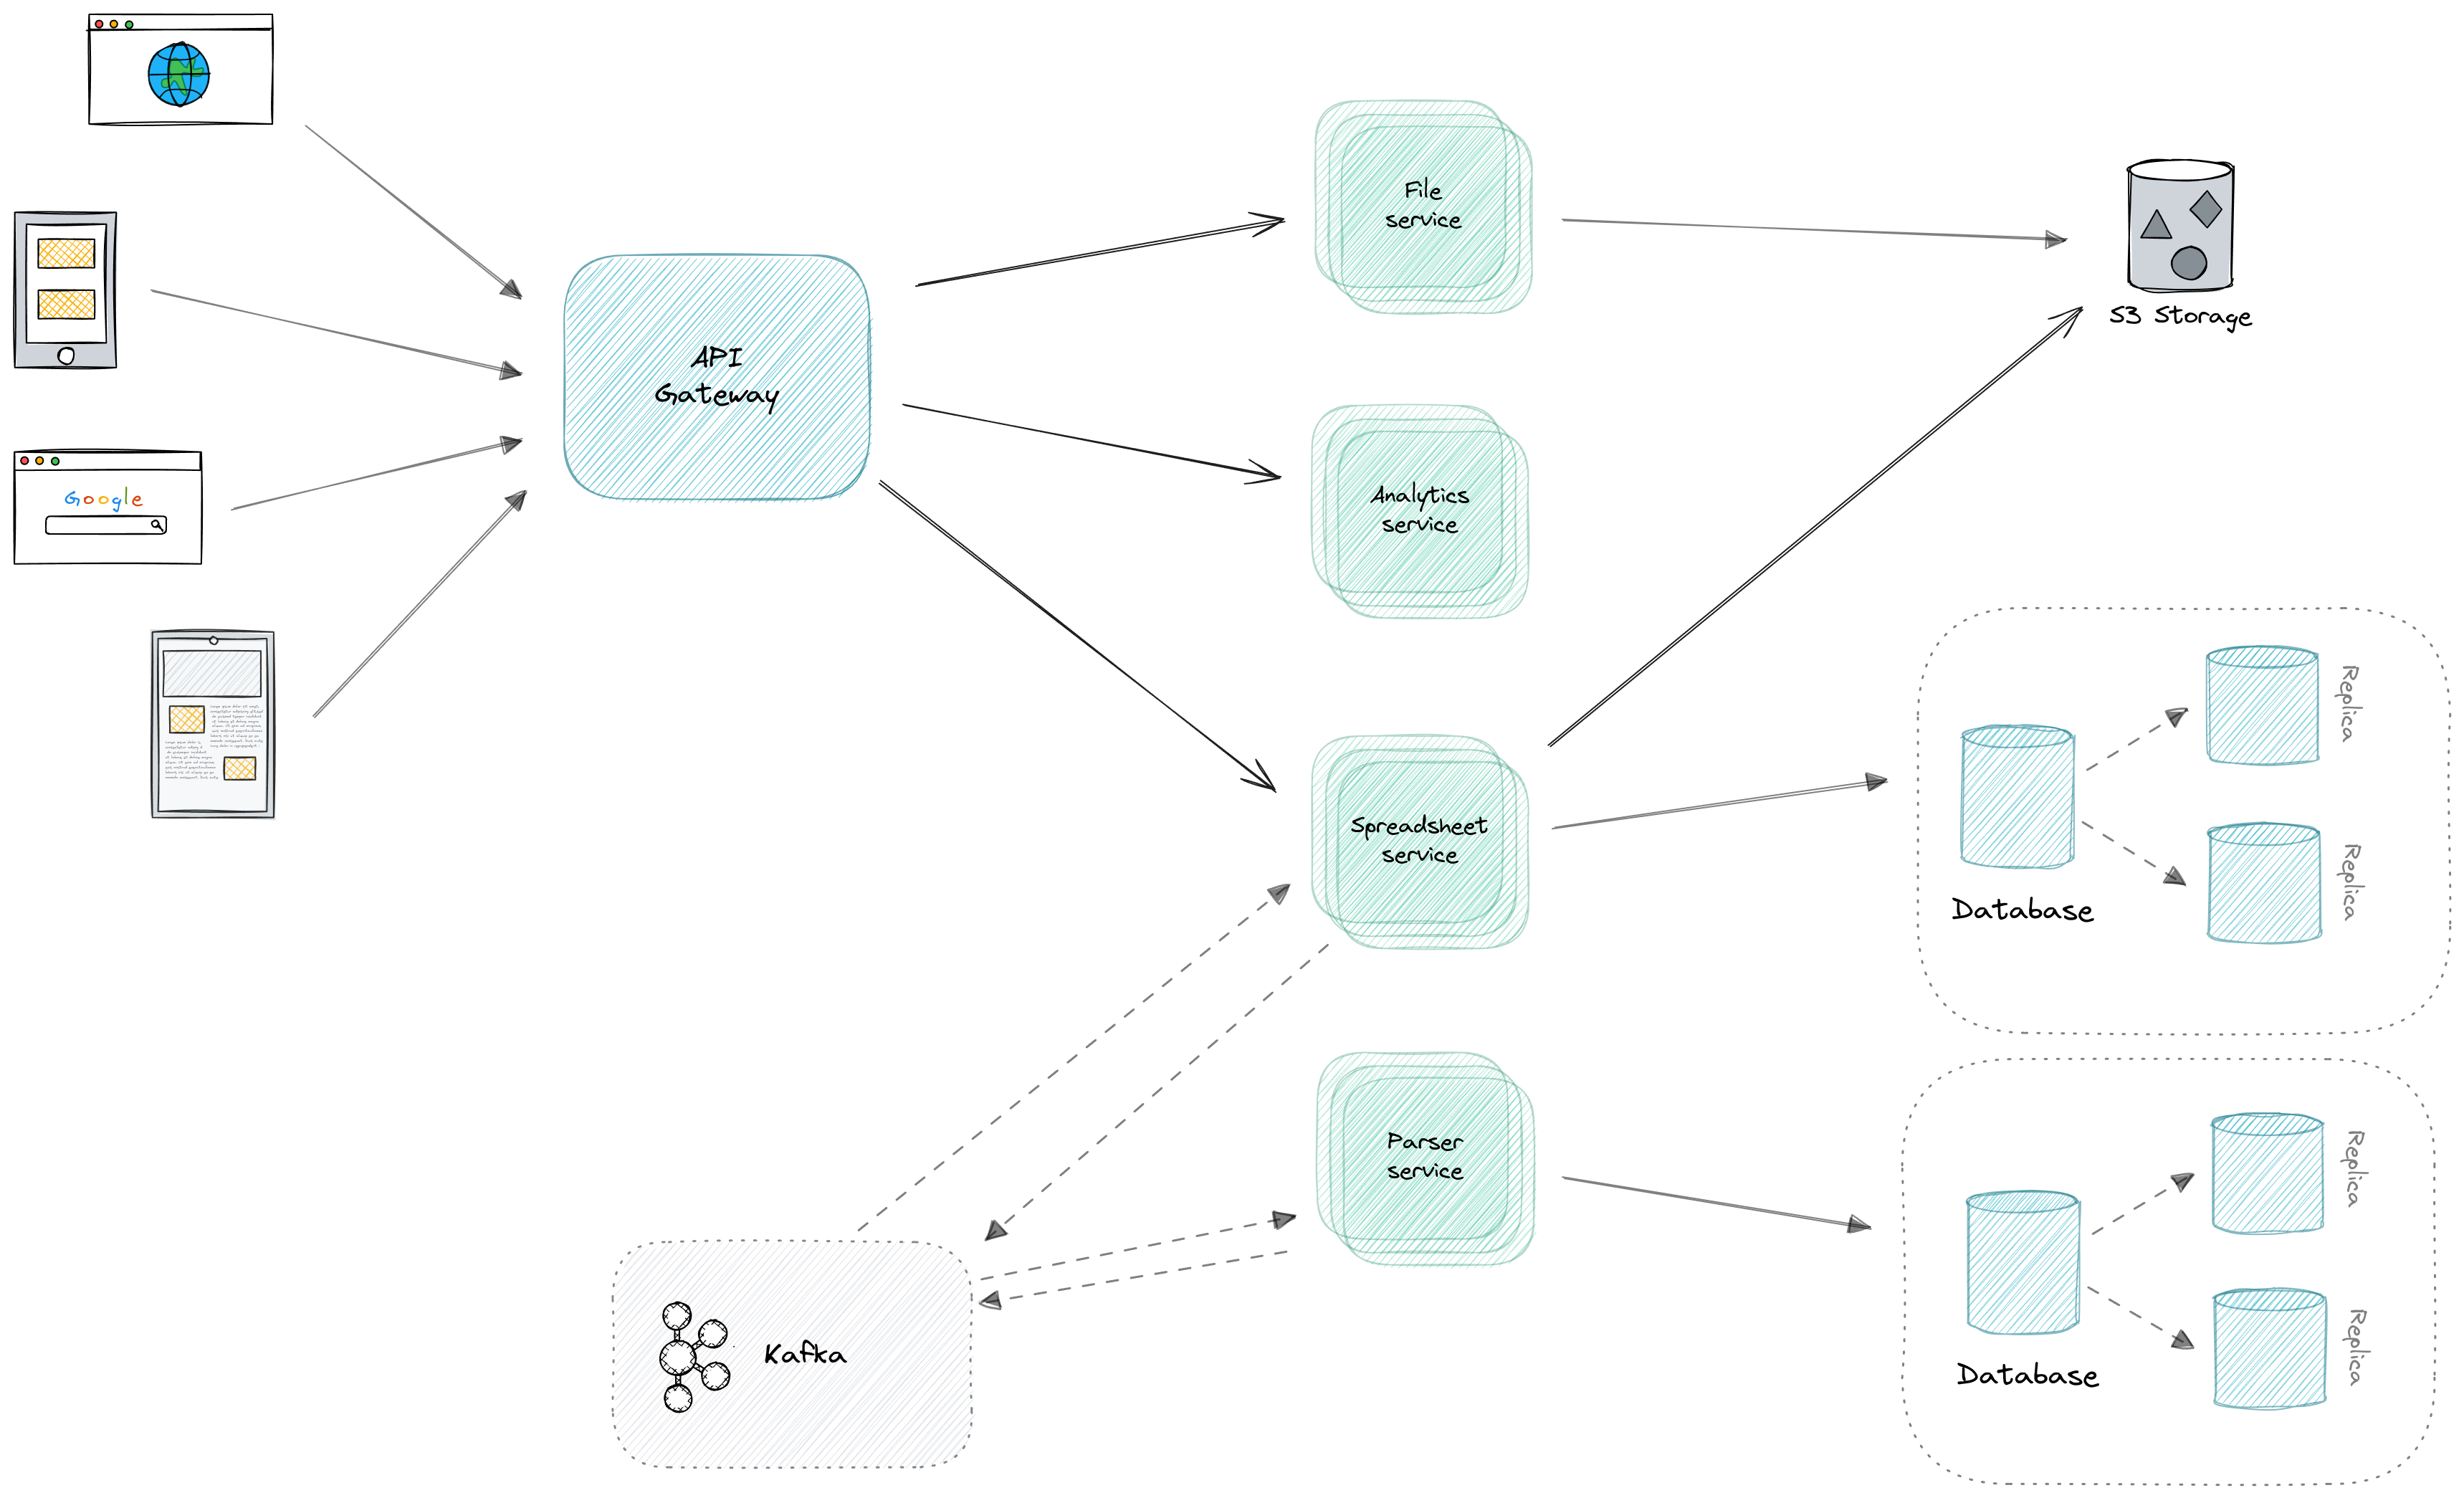 File
service
S3 Storage
API
Gateway
Google
Analytics
service
Spreadsheet
service
Replica
Replica
Database
Parser
service
Replica
Replica
Database
Kafka